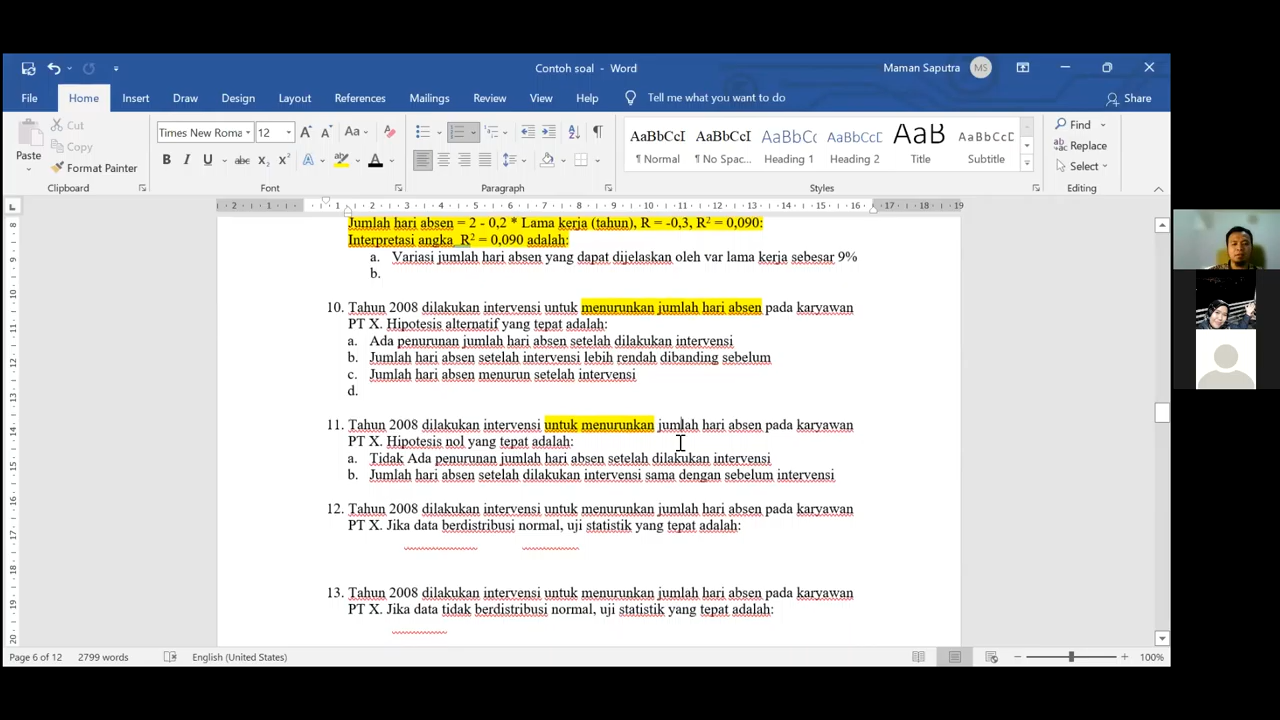 Contoh soal - Word
Maman Saputra
MS
File
Home
Insert
Draw
Design
Layout
References
Mailings
Review
View
Help
Tell me what you want to do
Share
Paste
Cut
Copy
Format Painter
Clipboard
Times New Roma
12
Font
Paragraph
AaBbCcI
AaBbCcI
AaBbCc
AaBbCcI
AaB
AaBbCcD
¶ Normal
¶ No Spac...
Heading 1
Heading 2
Title
Subtitle
Styles
Find
Replace
Select
Editing
Jumlah hari absen = 2 - 0,2 * Lama kerja (tahun), R = -0,3, R² = 0,090:
Interpretasi angka R² = 0,090 adalah:
a. Variasi jumlah hari absen yang dapat dijelaskan oleh var lama kerja sebesar 9%
b.
10. Tahun 2008 dilakukan intervensi untuk menurunkan jumlah hari absen pada karyawan
PT X. Hipotesis alternatif yang tepat adalah:
a. Ada penurunan jumlah hari absen setelah dilakukan intervensi
b. Jumlah hari absen setelah intervensi lebih rendah dibanding sebelum
c. Jumlah hari absen menurun setelah intervensi
d.
11. Tahun 2008 dilakukan intervensi untuk menurunkan jumlah hari absen pada karyawan
PT X. Hipotesis nol yang tepat adalah:
a. Tidak Ada penurunan jumlah hari absen setelah dilakukan intervensi
b. Jumlah hari absen setelah dilakukan intervensi sama dengan sebelum intervensi
12. Tahun 2008 dilakukan intervensi untuk menurunkan jumlah hari absen pada karyawan
PT X. Jika data berdistribusi normal, uji statistik yang tepat adalah:
13. Tahun 2008 dilakukan intervensi untuk menurunkan jumlah hari absen pada karyawan
PT X. Jika data tidak berdistribusi normal, uji statistik yang tepat adalah:
Page 6 of 12
2799 words
English (United States)
100%